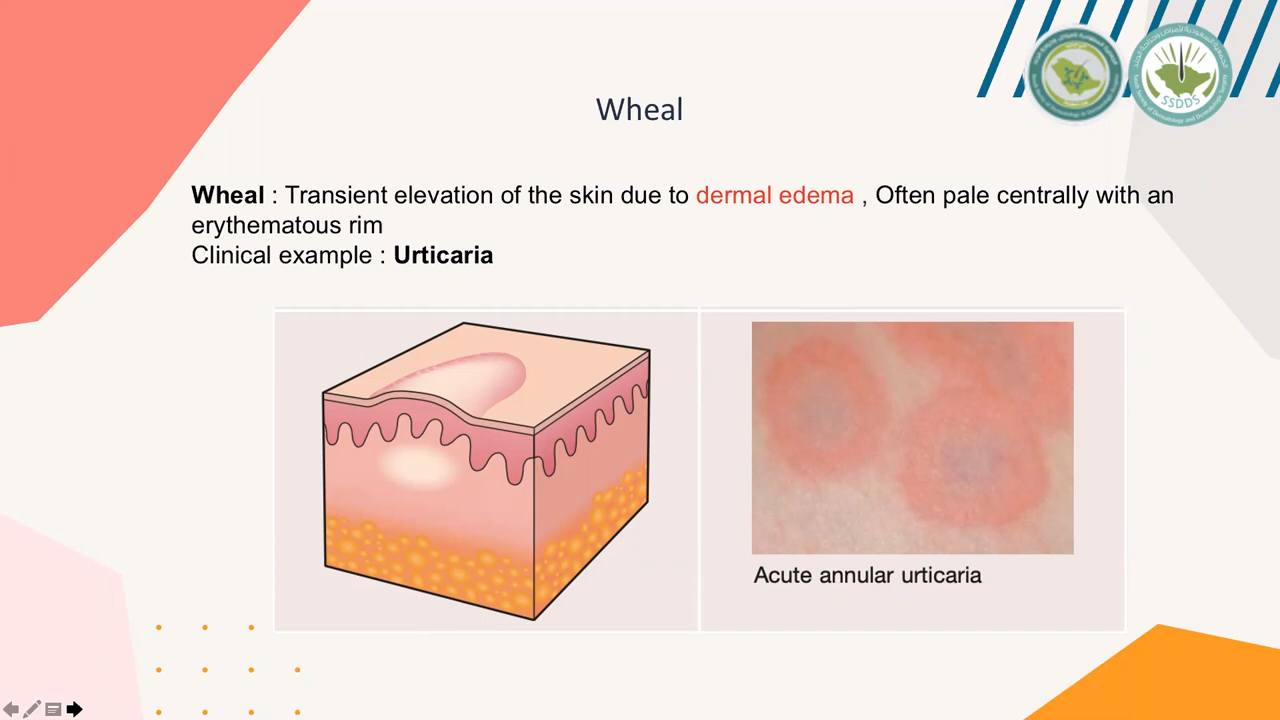 Wheal
Wheal : Transient elevation of the skin due to dermal edema , Often pale centrally with an
erythematous rim
Clinical example : Urticaria
Acute annular urticaria
SSDDS